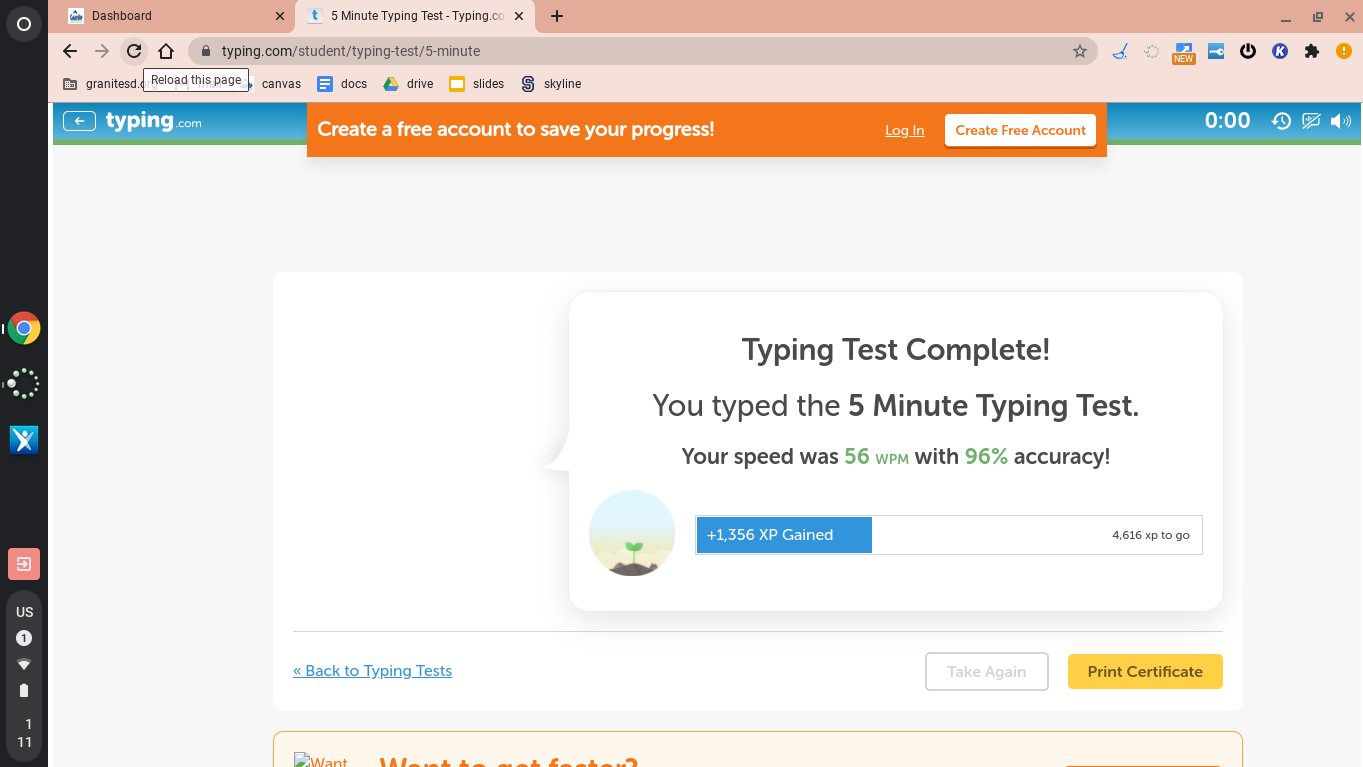 Dashboard
5 Minute Typing Test - Typing.co
typing.com/student/typing-test/5-minute
NEW
K
granitesd.org
Reload this page
canvas
docs
drive
slides
skyline
typing.com
Create a free account to save your progress!
Log In
Create Free Account
0:00
Typing Test Complete!
You typed the 5 Minute Typing Test.
Your speed was 56 WPM with 96% accuracy!
+1,356 XP Gained
4,616 xp to go
« Back to Typing Tests
Take Again
Print Certificate
Want
Want to get faster?
US
1
1
11